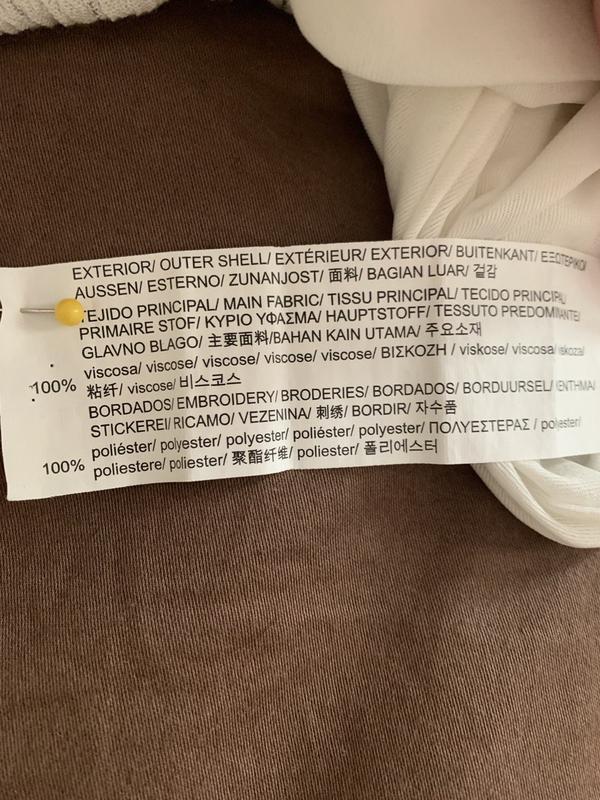 EXTERIOR/ OUTER SHELL/ EXTÉRIEUR/ EXTERIOR/ BUITENKANT/ ΕΞΩΤΕΡΙΚΟ/
AUSSEN/ ESTERNO/ ZUNANJOST/ 面料/ BAGIAN LUAR/ 겉감
TEJIDO PRINCIPAL/ MAIN FABRIC/ TISSU PRINCIPAL/ TECIDO PRINCIPAL/
PRIMAIRE STOF/ ΚΥΡΙΟ ΥΦΑΣΜΑ/ HAUPTSTOFF/ TESSUTO PREDOMINANTE/
GLAVNO BLAGO/ 主要面料/BAHAN KAIN UTAMA/ 주요소재
viscosa/ viscose/ viscose/ viscose/ viscose/ ΒΙΣΚΟΖΗ / viskose/ viscosa/
100% 粘纤/ viscose/ 비스코스
BORDADOS/ EMBROIDERY/ BRODERIES/ BORDADOS/ BORDUURSEL/
STICKEREI/ RICAMO/ VEZENINA/ 刺绣/ BORDIR/ 자수품
poliéster/ polyester/ polyester/ poliéster/ polyester/ ΠΟΛΥΕΣΤΕΡΑΣ / polyester/
100% poliestere/ poliester/ 聚酯纤维/ poliester/ 폴리에스터